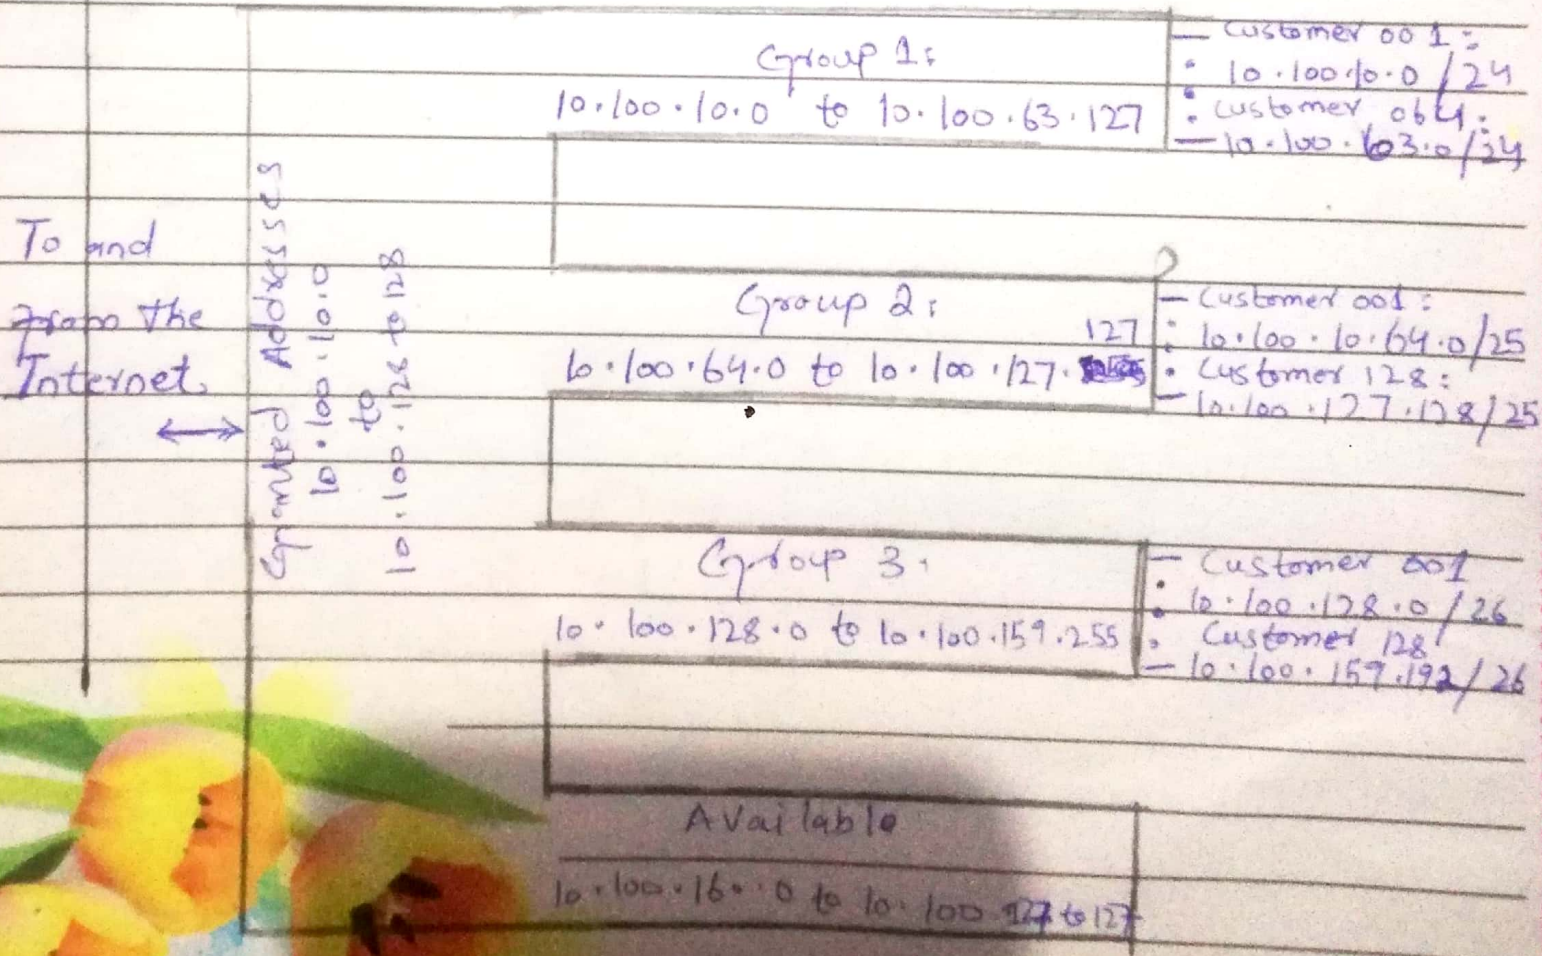 To and
from the
Internet
Granted Addresses
10.100.10.0
to
10.100.128 to 128
Group 1:
10.100.10.0 to 10.100.63.127
Customer 001:
10.100.10.0/24
Customer 064:
10.100.63.0/24
Group 2:
127
10.100.64.0 to 10.100.127.
Customer 001:
10.100.10.64.0/25
Customer 128:
10.100.127.128/25
Group 3:
10.100.128.0 to 10.100.159.255
Customer 001
10.100.128.0/26
Customer 128
10.100.159.192/26
Available
10.100.160.0 to 10.100 127 to 127